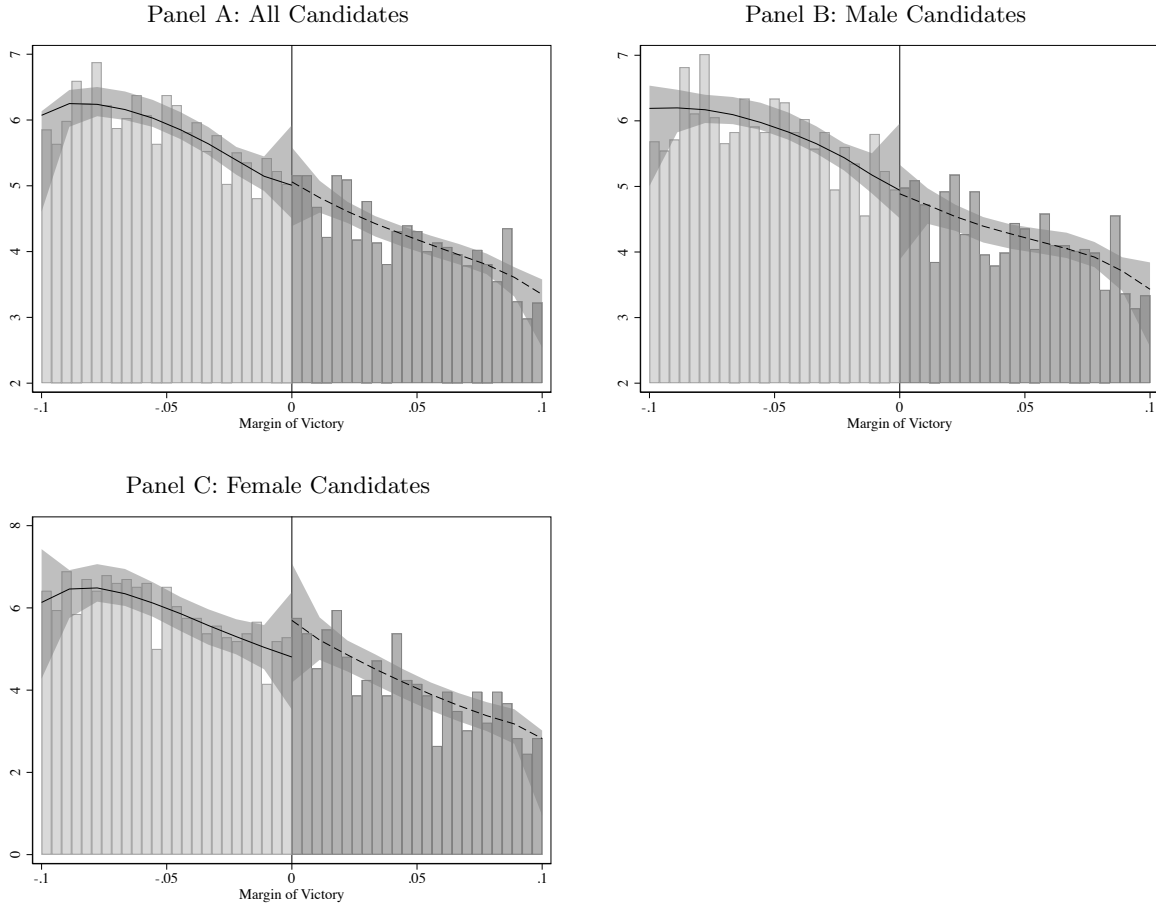 Panel A: All Candidates
7
6
5
4
3
2
-.1 -.05 0 .05 .1
Margin of Victory
Panel B: Male Candidates
7
6
5
4
3
2
-.1 -.05 0 .05 .1
Margin of Victory
Panel C: Female Candidates
8
6
4
2
0
-.1 -.05 0 .05 .1
Margin of Victory